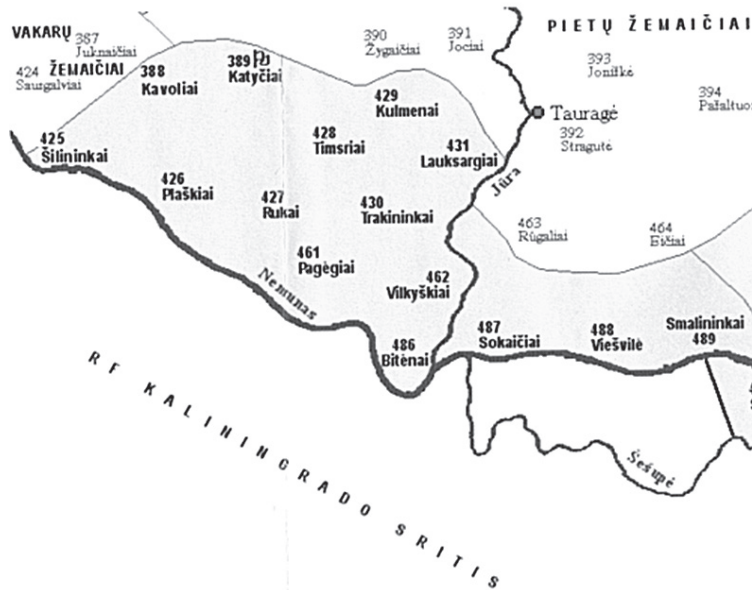 VAKARŲ
387
Juknaičiai
424
ŽEMAIČIAI
Saurgalviai
388
Kavoliai
389
Katyčiai
390
Žygaičiai
391
Jociai
PIETŲ ŽEMAIČIAI
393
Joniškė
394
Tauragė
392
Stragutė
429
Kulmenai
428
Timsriai
431
Lauksargiai
Jūra
425
Šilininkai
426
Plaškiai
427
Rukai
430
Trakininkai
463
Rūgaliai
464
Eičiai
461
Pagėgiai
462
Vilkyškiai
Nemunas
486
Bitėnai
487
Sokaičiai
488
Viešvilė
Smalininkai
489
Šešupė
RF KALININGRADO SRITIS